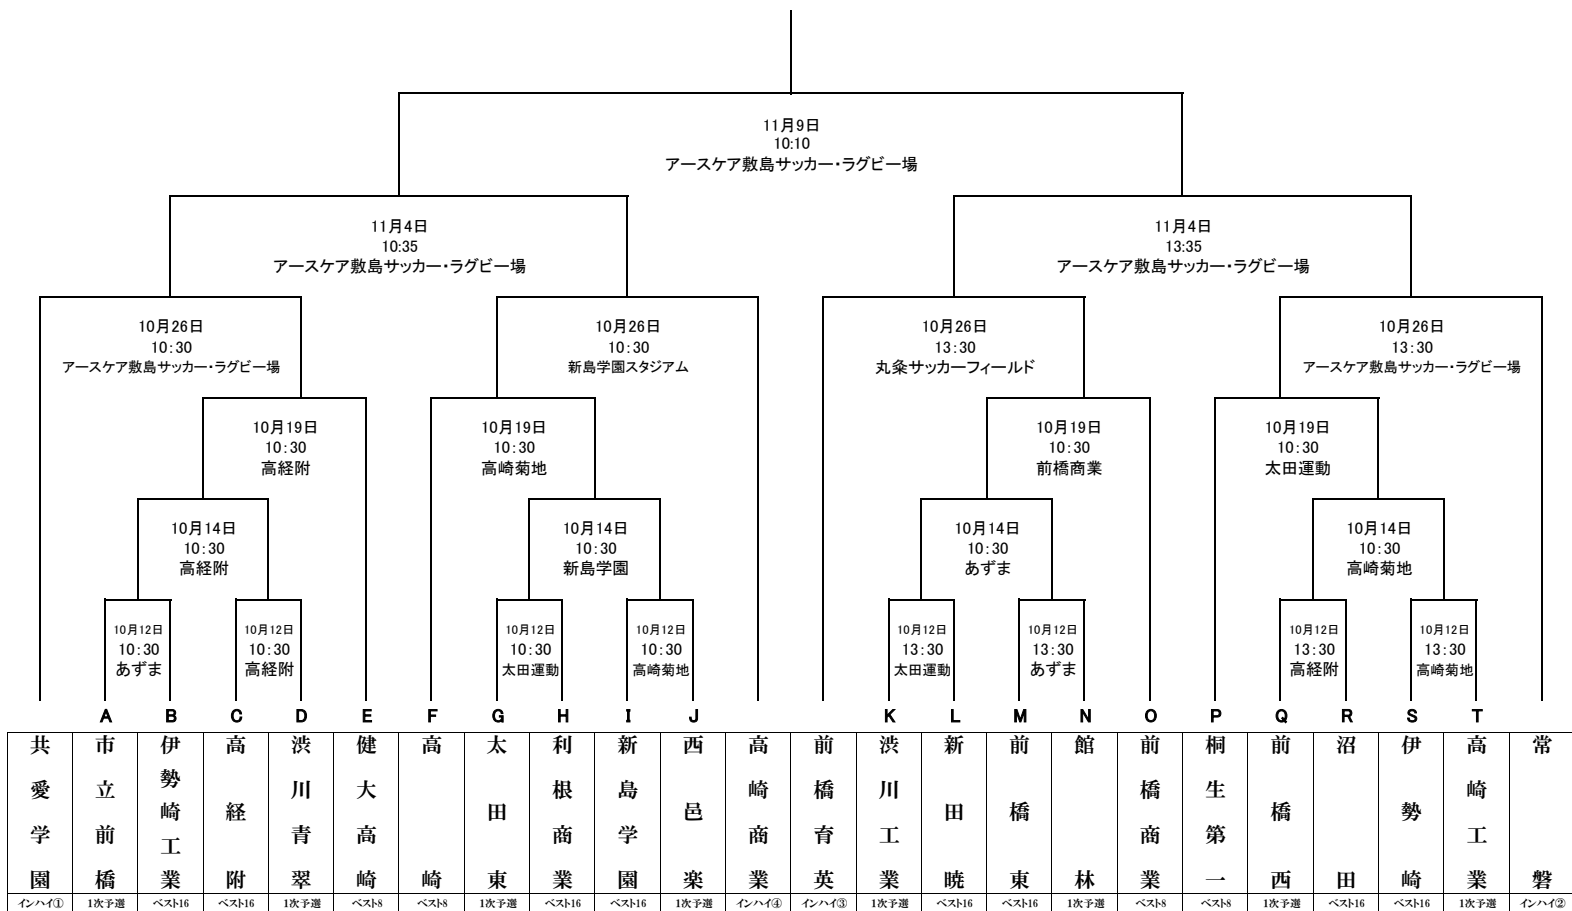 11月9日
10:10
アースケア敷島サッカー・ラグビー場
11月4日
10:35
アースケア敷島サッカー・ラグビー場
11月4日
13:35
アースケア敷島サッカー・ラグビー場
10月26日
10:30
アースケア敷島サッカー・ラグビー場
10月26日
10:30
新島学園スタジアム
10月26日
13:30
丸粂サッカーフィールド
10月26日
13:30
アースケア敷島サッカー・ラグビー場
10月19日
10:30
高経附
10月19日
10:30
高崎菊地
10月19日
10:30
前橋商業
10月19日
10:30
太田運動
10月14日
10:30
高経附
10月14日
10:30
新島学園
10月14日
10:30
あずま
10月14日
10:30
高崎菊地
10月12日
10:30
あずま
10月12日
10:30
高経附
10月12日
10:30
太田運動
10月12日
10:30
高崎菊地
10月12日
13:30
太田運動
10月12日
13:30
あずま
10月12日
13:30
高経附
10月12日
13:30
高崎菊地
A B C D E F G H I J K L M N O P Q R S T
共愛学園
市立前橋
伊勢崎工業
高経附
渋川青翠
健大高崎
高崎
太田東
利根商業
新島学園
西邑楽
高崎商業
前橋育英
渋川工業
新田暁
前橋東
館林
前橋商業
桐生第一
前橋西
沼田
伊勢崎
高崎工業
常磐
インハイ① 1次予選 ベスト16 ベスト16 1次予選 ベスト8 ベスト8 1次予選 ベスト16 ベスト16 1次予選 インハイ④ インハイ③ 1次予選 ベスト16 ベスト16 1次予選 ベスト8 ベスト8 1次予選 ベスト16 ベスト16 1次予選 インハイ②